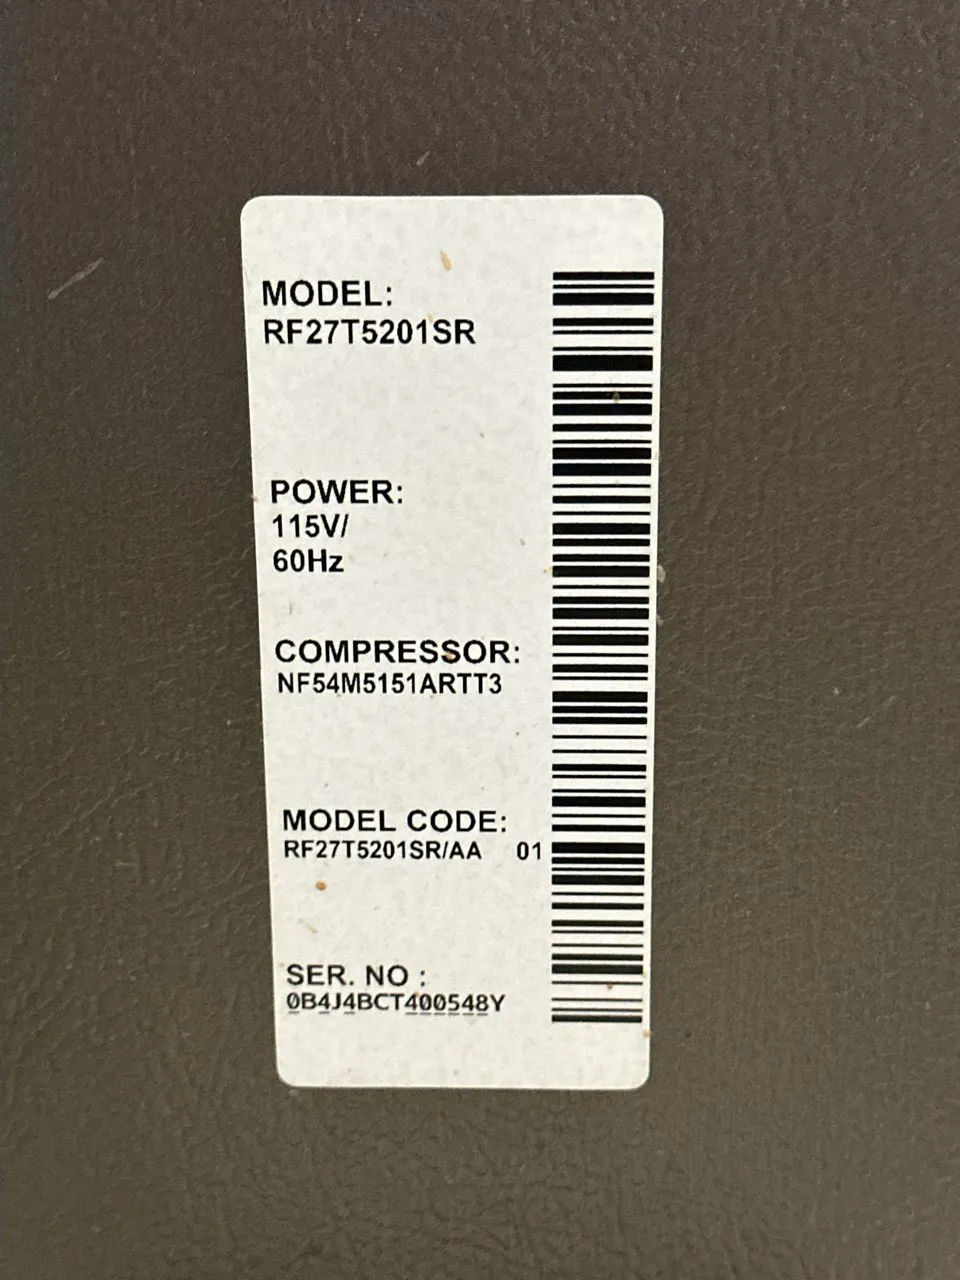 MODEL:
RF27T5201SR
POWER:
115V/
60Hz
COMPRESSOR:
NF54M5151ARTT3
MODEL CODE:
RF27T5201SR/AA 01
SER. NO :
0B4J4BCT400548Y